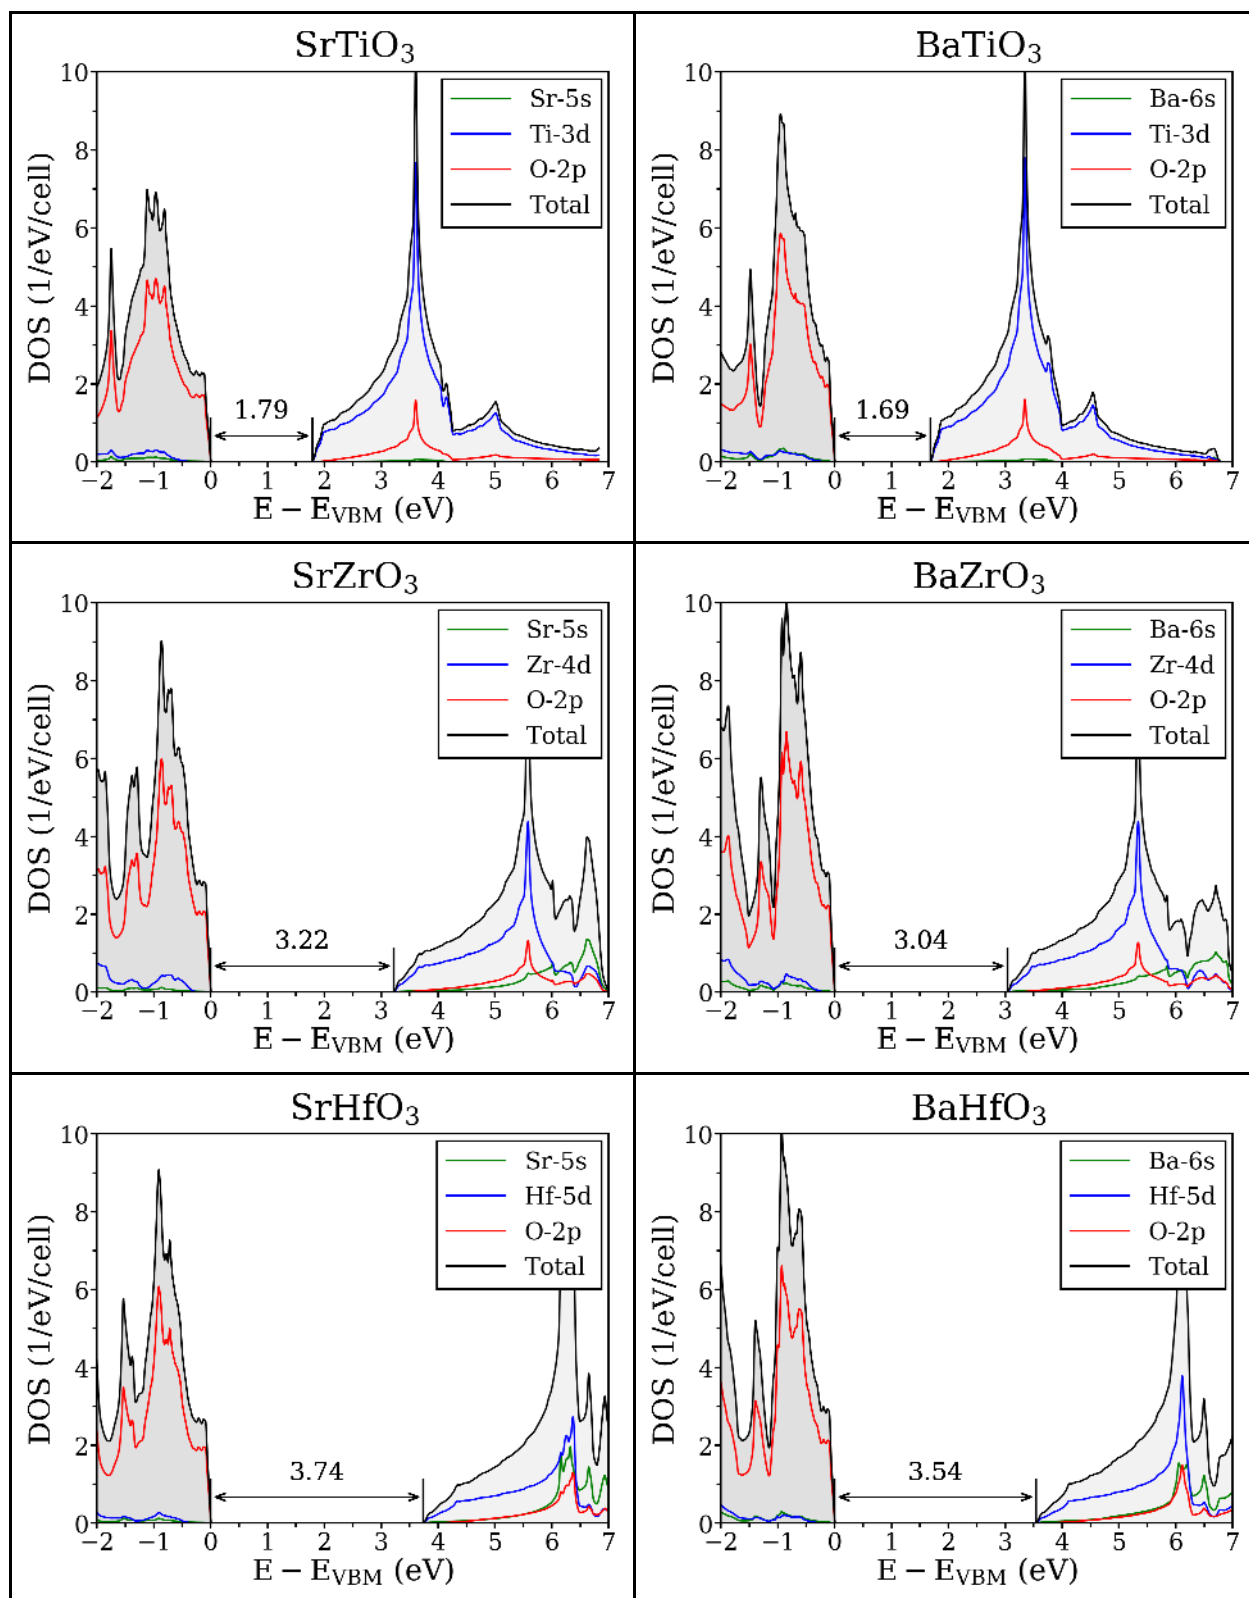 SrTiO3
10
8
6
4
2
0
DOS (1/eV/cell)
Sr-5s
Ti-3d
O-2p
Total
1.79
−2 −1 0 1 2 3 4 5 6 7
E − EVBM (eV)
BaTiO3
10
8
6
4
2
0
DOS (1/eV/cell)
Ba-6s
Ti-3d
O-2p
Total
1.69
−2 −1 0 1 2 3 4 5 6 7
E − EVBM (eV)
SrZrO3
10
8
6
4
2
0
DOS (1/eV/cell)
Sr-5s
Zr-4d
O-2p
Total
3.22
−2 −1 0 1 2 3 4 5 6 7
E − EVBM (eV)
BaZrO3
10
8
6
4
2
0
DOS (1/eV/cell)
Ba-6s
Zr-4d
O-2p
Total
3.04
−2 −1 0 1 2 3 4 5 6 7
E − EVBM (eV)
SrHfO3
10
8
6
4
2
0
DOS (1/eV/cell)
Sr-5s
Hf-5d
O-2p
Total
3.74
−2 −1 0 1 2 3 4 5 6 7
E − EVBM (eV)
BaHfO3
10
8
6
4
2
0
DOS (1/eV/cell)
Ba-6s
Hf-5d
O-2p
Total
3.54
−2 −1 0 1 2 3 4 5 6 7
E − EVBM (eV)